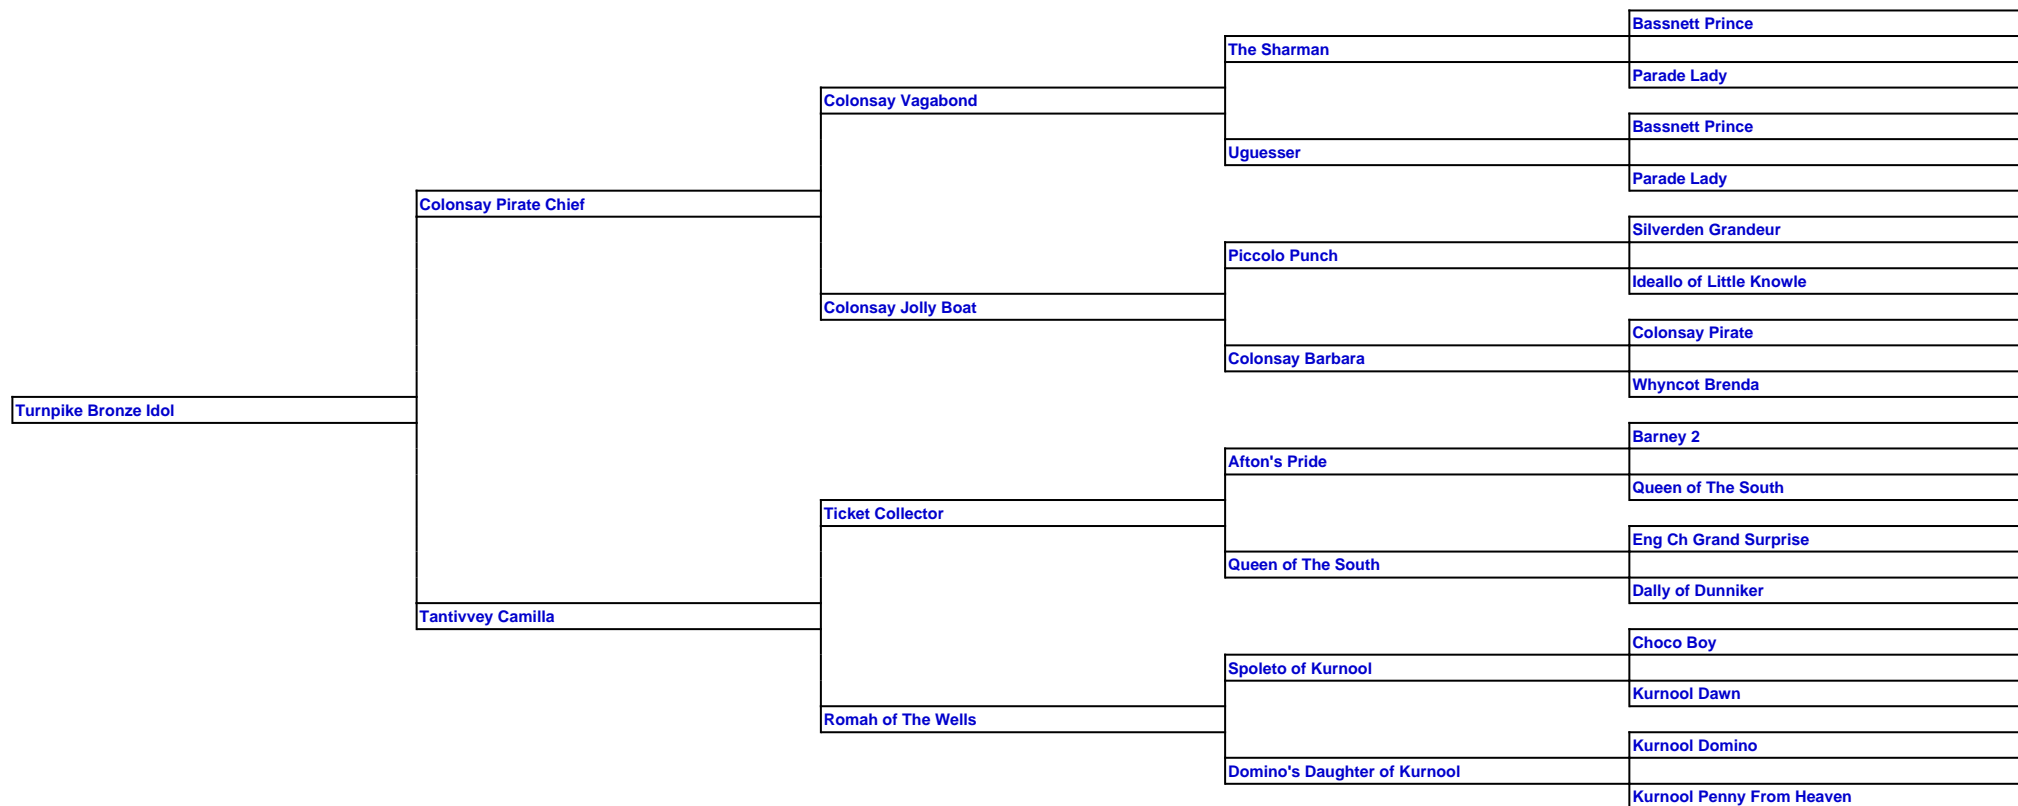 Bassnett Prince
The Sharman
Parade Lady
Colonsay Vagabond
Bassnett Prince
Uguesser
Parade Lady
Colonsay Pirate Chief
Silverden Grandeur
Piccolo Punch
Ideallo of Little Knowle
Colonsay Jolly Boat
Colonsay Pirate
Colonsay Barbara
Whyncot Brenda
Turnpike Bronze Idol
Barney 2
Afton's Pride
Queen of The South
Ticket Collector
Eng Ch Grand Surprise
Queen of The South
Dally of Dunniker
Tantivvey Camilla
Choco Boy
Spoleto of Kurnool
Kurnool Dawn
Romah of The Wells
Kurnool Domino
Domino's Daughter of Kurnool
Kurnool Penny From Heaven